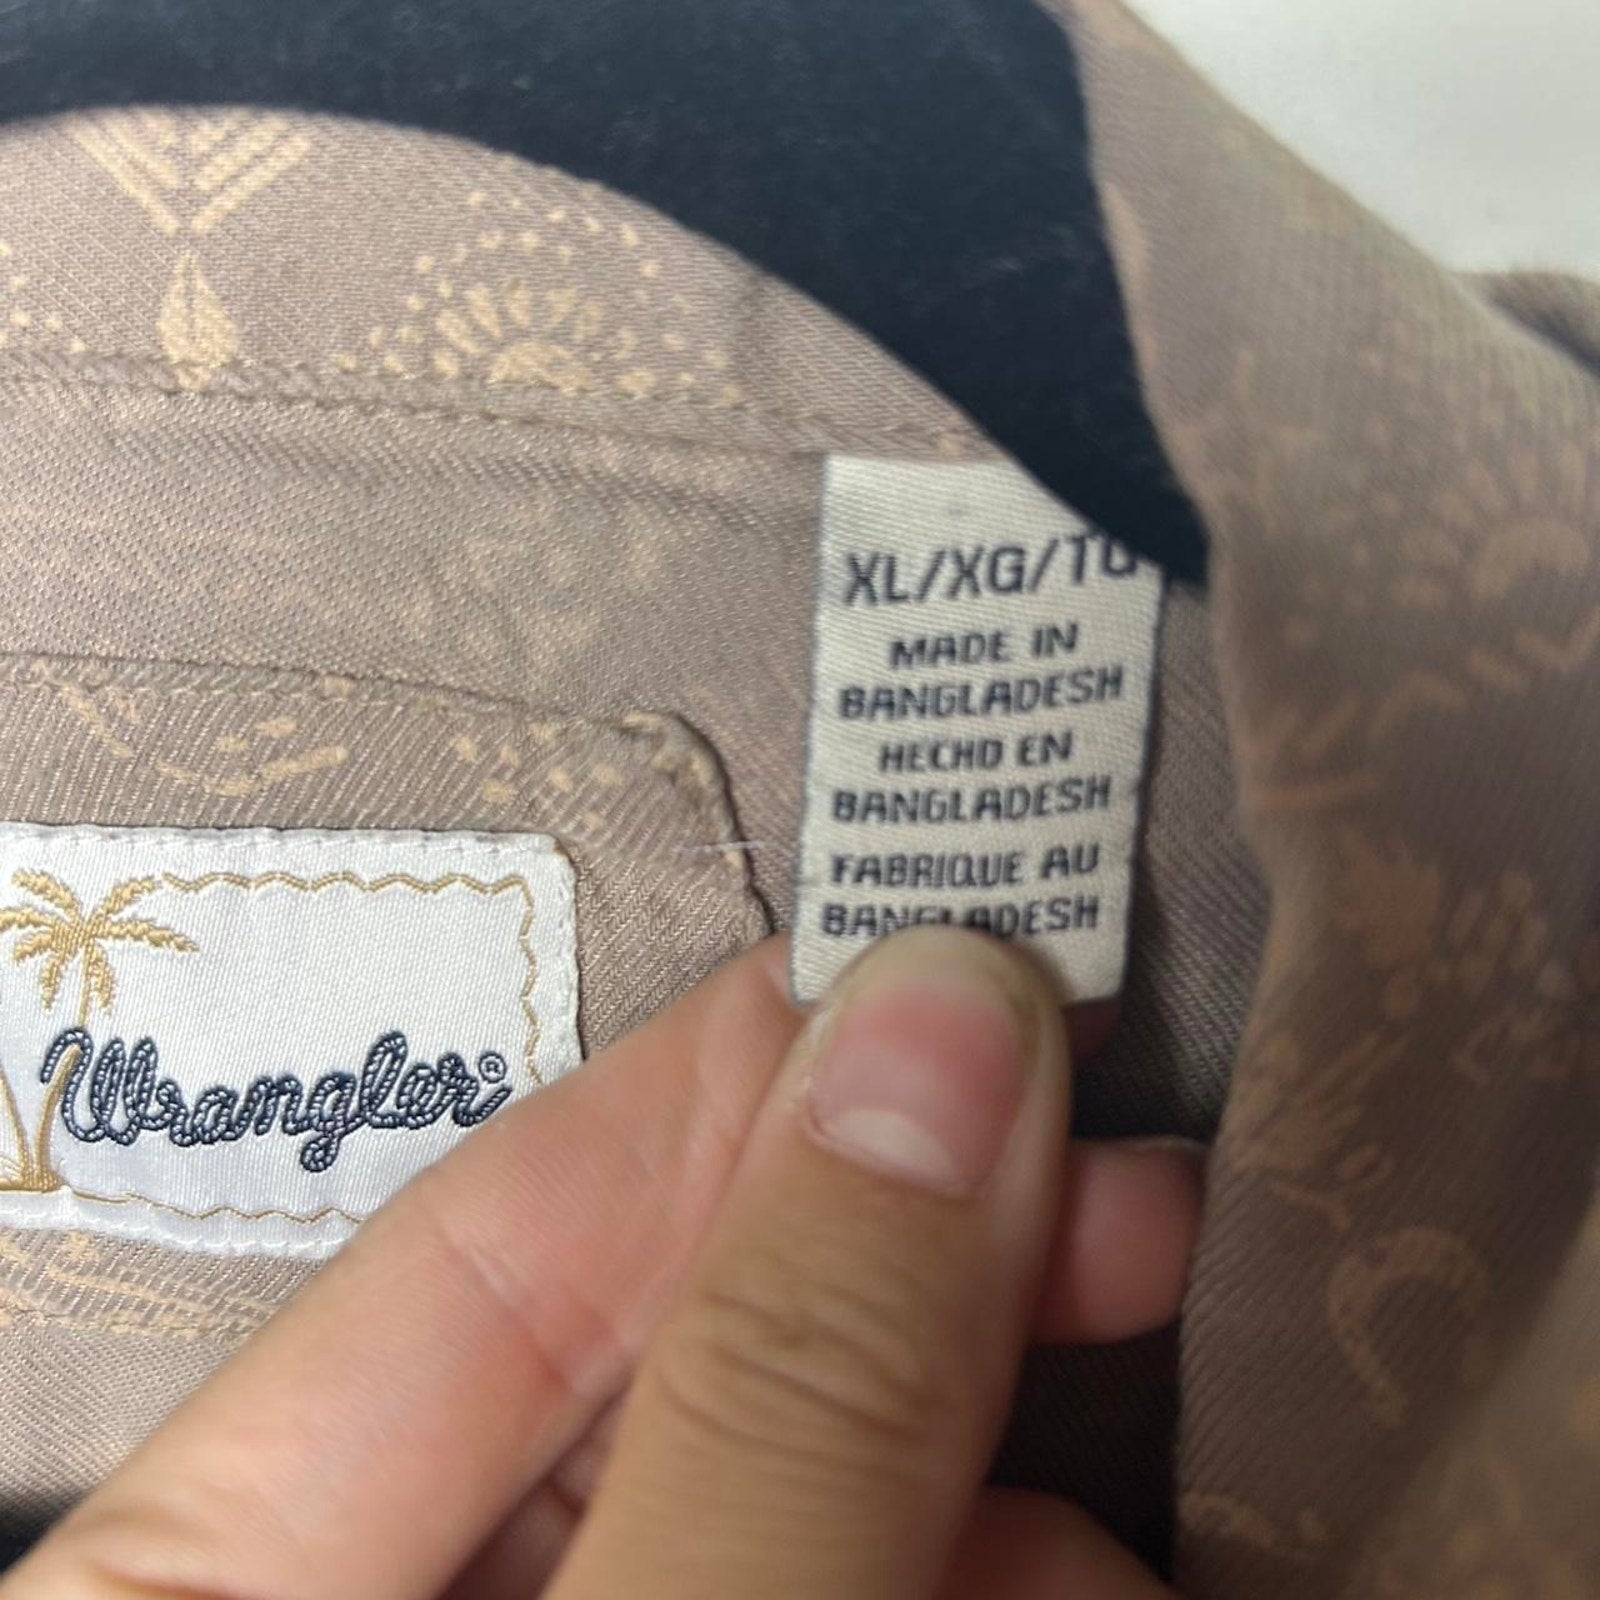 XL/XG/TG
MADE IN
BANGLADESH
HECHO EN
BANGLADESH
FABRIQUE AU
BANGLADESH
Wrangler®